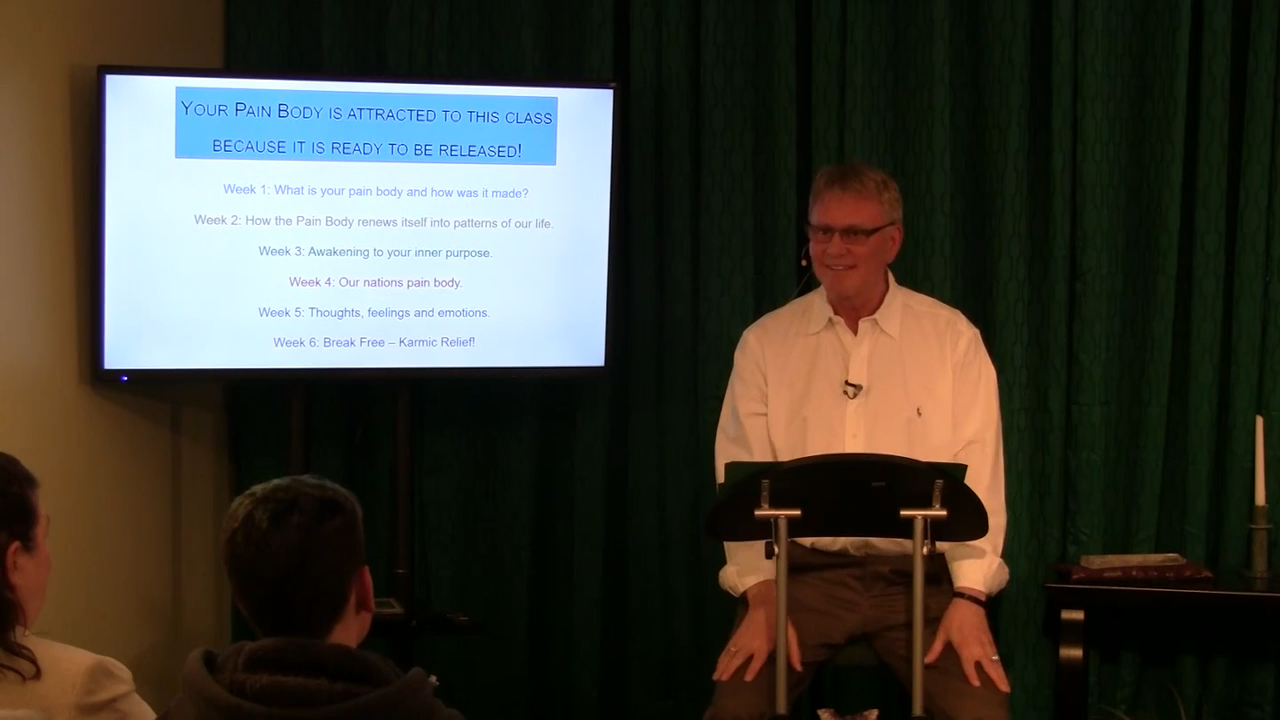 YOUR PAIN BODY IS ATTRACTED TO THIS CLASS
BECAUSE IT IS READY TO BE RELEASED!
Week 1: What is your pain body and how was it made?
Week 2: How the Pain Body renews itself into patterns of our life.
Week 3: Awakening to your inner purpose.
Week 4: Our nations pain body.
Week 5: Thoughts, feelings and emotions.
Week 6: Break Free – Karmic Relief!